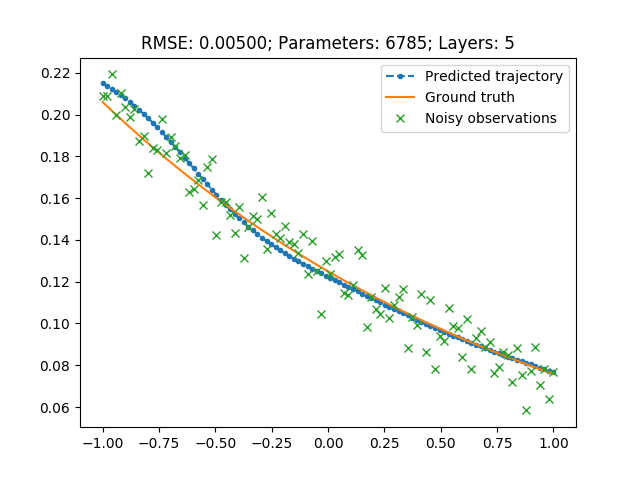 RMSE: 0.00500; Parameters: 6785; Layers: 5
Predicted trajectory
Ground truth
Noisy observations
0.22
0.20
0.18
0.16
0.14
0.12
0.10
0.08
0.06
−1.00 −0.75 −0.50 −0.25 0.00 0.25 0.50 0.75 1.00